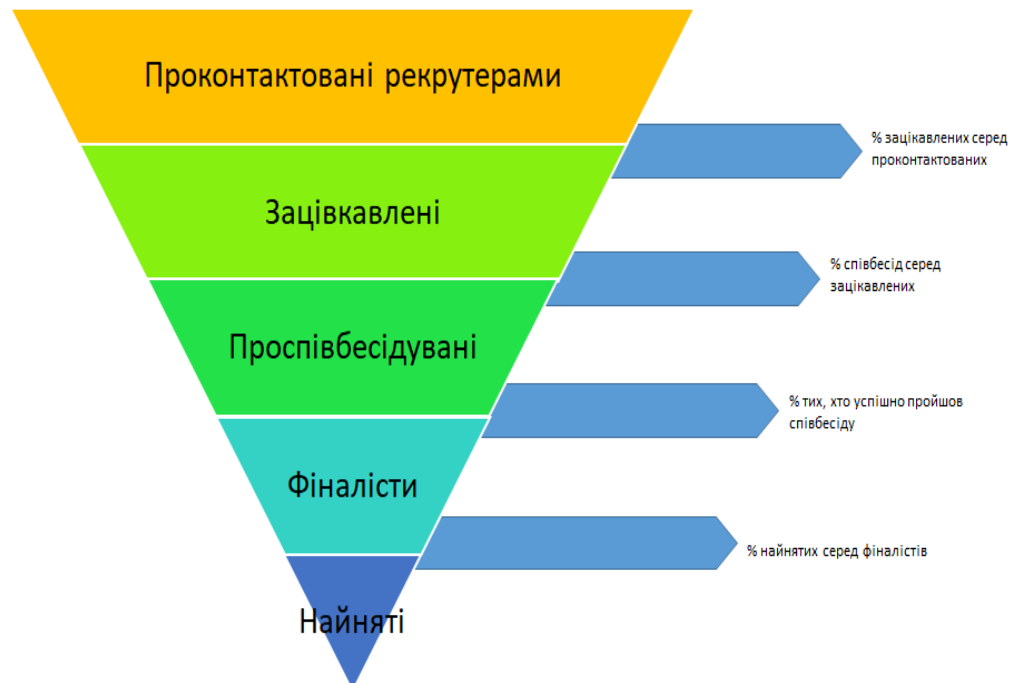 Проконтактовані рекрутерами
% зацікавлених серед
проконтактованих
Зацівкавлені
% співбесід серед
зацікавлених
Проспівбесідувані
% тих, хто успішно пройшов
співбесіду
Фіналісти
% найнятих серед фіналістів
Найняті